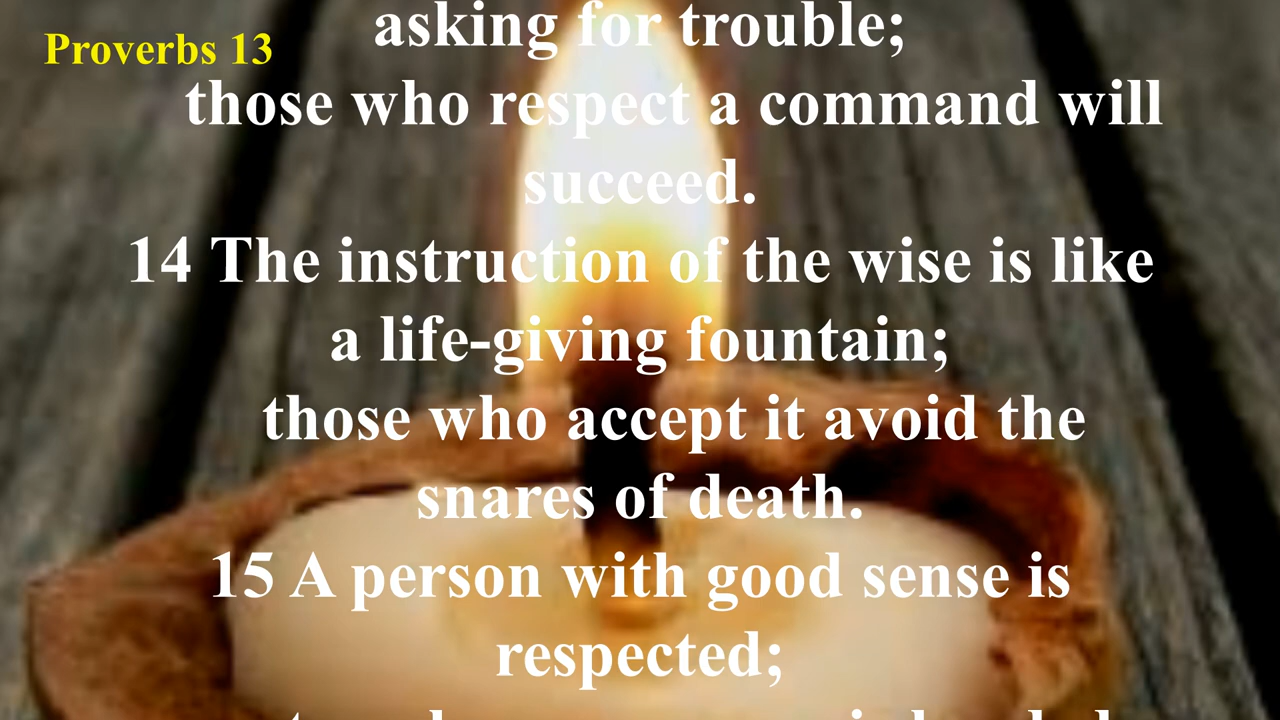 Proverbs 13
asking for trouble;
those who respect a command will
succeed.
14 The instruction of the wise is like
a life-giving fountain;
those who accept it avoid the
snares of death.
15 A person with good sense is
respected;